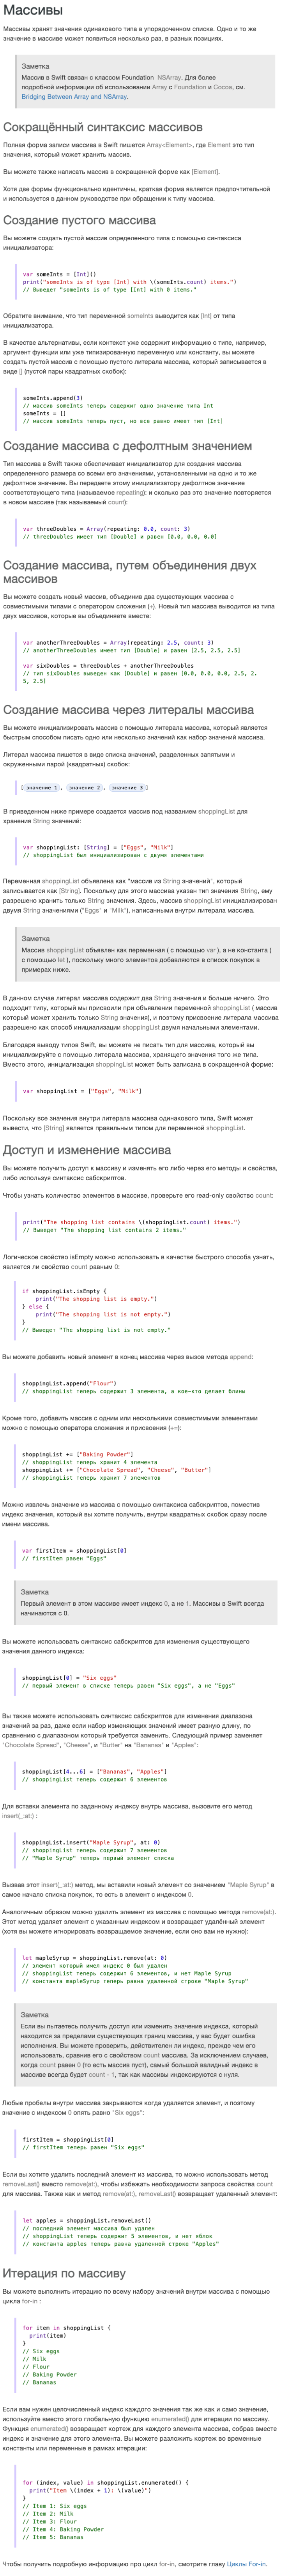 Массивы
Массивы хранят значения одинакового типа в упорядоченном списке. Одно и то же
значение в массиве может появиться несколько раз, в разных позициях.
Заметка
Массив в Swift связан с классом Foundation NSArray. Для более
подробной информации об использовании Array с Foundation и Cocoa, см.
Bridging Between Array and NSArray.
Сокращённый синтаксис массивов
Полная форма записи массива в Swift пишется Array<Element>, где Element это тип
значения, который может хранить массив.
Вы можете также написать массив в сокращенной форме как [Element].
Хотя две формы функционально идентичны, краткая форма является предпочтительной
и используется в данном руководстве при обращении к типу массива.
Создание пустого массива
Вы можете создать пустой массив определенного типа с помощью синтаксиса
инициализатора:
var someInts = [Int]()
print("someInts is of type [Int] with \(someInts.count) items.")
// Выведет "someInts is of type [Int] with 0 items."
Обратите внимание, что тип переменной someInts выводится как [Int] от типа
инициализатора.
В качестве альтернативы, если контекст уже содержит информацию о типе, например,
аргумент функции или уже типизированную переменную или константу, вы можете
создать пустой массив с помощью пустого литерала массива, который записывается в
виде [] (пустой пары квадратных скобок):
someInts.append(3)
// массив someInts теперь содержит одно значение типа Int
someInts = []
// массив someInts теперь пуст, но все равно имеет тип [Int]
Создание массива с дефолтным значением
Тип массива в Swift также обеспечивает инициализатор для создания массива
определенного размера со всеми его значениями, установленными на одно и то же
дефолтное значение. Вы передаете этому инициализатору дефолтное значение
соответствующего типа (называемое repeating): и сколько раз это значение повторяется
в новом массиве (так называемый count):
var threeDoubles = Array(repeating: 0.0, count: 3)
// threeDoubles имеет тип [Double] и равен [0.0, 0.0, 0.0]
Создание массива, путем объединения двух
массивов
Вы можете создать новый массив, объединив два существующих массива с
совместимыми типами с оператором сложения (+). Новый тип массива выводится из типа
двух массивов, которые вы объединяете вместе:
var anotherThreeDoubles = Array(repeating: 2.5, count: 3)
// anotherThreeDoubles имеет тип [Double] и равен [2.5, 2.5, 2.5]
var sixDoubles = threeDoubles + anotherThreeDoubles
// тип sixDoubles выведен как [Double] и равен [0.0, 0.0, 0.0, 2.5, 2.
5, 2.5]
Создание массива через литералы массива
Вы можете инициализировать массив с помощью литерала массива, который является
быстрым способом писать одно или несколько значений как набор значений массива.
Литерал массива пишется в виде списка значений, разделенных запятыми и
окруженными парой (квадратных) скобок:
[значение 1, значение 2, значение 3]
В приведенном ниже примере создается массив под названием shoppingList для
хранения String значений:
var shoppingList: [String] = ["Eggs", "Milk"]
// shoppingList был инициализирован с двумя элементами
Переменная shoppingList объявлена как "массив из String значений", который
записывается как [String]. Поскольку для этого массива указан тип значения String, ему
разрешено хранить только String значения. Здесь, массив shoppingList инициализирован
двумя String значениями ("Eggs" и "Milk"), написанными внутри литерала массива.
Заметка
Массив shoppingList объявлен как переменная ( с помощью var ), а не константа ( с
помощью let ), поскольку много элементов добавляются в список покупок в
примерах ниже.
В данном случае литерал массива содержит два String значения и больше ничего. Это
подходит типу, который мы присвоили при объявлении переменной shoppingList ( массив
который может хранить только String значения), и поэтому присвоение литерала массива
разрешено как способ инициализации shoppingList двумя начальными элементами.
Благодаря выводу типов Swift, вы можете не писать тип для массива, который вы
инициализируйте с помощью литерала массива, хранящего значения того же типа.
Вместо этого, инициализация shoppingList может быть записана в сокращенной форме:
var shoppingList = ["Eggs", "Milk"]
Поскольку все значения внутри литерала массива одинакового типа, Swift может
вывести, что [String] является правильным типом для переменной shoppingList.
Доступ и изменение массива
Вы можете получить доступ к массиву и изменять его либо через его методы и свойства,
либо используя синтаксис сабскриптов.
Чтобы узнать количество элементов в массиве, проверьте его read-only свойство count:
print("The shopping list contains \(shoppingList.count) items.")
// Выведет "The shopping list contains 2 items."
Логическое свойство isEmpty можно использовать в качестве быстрого способа узнать,
является ли свойство count равным 0:
if shoppingList.isEmpty {
print("The shopping list is empty.")
} else {
print("The shopping list is not empty.")
}
// Выведет "The shopping list is not empty."
Вы можете добавить новый элемент в конец массива через вызов метода append:
shoppingList.append("Flour")
// shoppingList теперь содержит 3 элемента, а кое-кто делает блины
Кроме того, добавить массив с одним или несколькими совместимыми элементами
можно с помощью оператора сложения и присвоения (+=):
shoppingList += ["Baking Powder"]
// shoppingList теперь хранит 4 элемента
shoppingList += ["Chocolate Spread", "Cheese", "Butter"]
// shoppingList теперь хранит 7 элементов
Можно извлечь значение из массива с помощью синтаксиса сабскриптов, поместив
индекс значения, который вы хотите получить, внутри квадратных скобок сразу после
имени массива.
var firstItem = shoppingList[0]
// firstItem равен "Eggs"
Заметка
Первый элемент в этом массиве имеет индекс 0, а не 1. Массивы в Swift всегда
начинаются с 0.
Вы можете использовать синтаксис сабскриптов для изменения существующего
значения данного индекса:
shoppingList[0] = "Six eggs"
// первый элемент в списке теперь равен "Six eggs", а не "Eggs"
Вы также можете использовать синтаксис сабскриптов для изменения диапазона
значений за раз, даже если набор изменяющих значений имеет разную длину, по
сравнению с диапазоном который требуется заменить. Следующий пример заменяет
"Chocolate Spread", "Cheese", и "Butter" на "Bananas" и "Apples":
shoppingList[4...6] = ["Bananas", "Apples"]
// shoppingList теперь содержит 6 элементов
Для вставки элемента по заданному индексу внутрь массива, вызовите его метод
insert(_:at:) :
shoppingList.insert("Maple Syrup", at: 0)
// shoppingList теперь содержит 7 элементов
// "Maple Syrup" теперь первый элемент списка
Вызвав этот insert(_:at:) метод, мы вставили новый элемент со значением "Maple Syrup" в
самое начало списка покупок, то есть в элемент с индексом 0.
Аналогичным образом можно удалить элемент из массива с помощью метода remove(at:).
Этот метод удаляет элемент с указанным индексом и возвращает удалённый элемент
(хотя вы можете игнорировать возвращаемое значение, если оно вам не нужно):
let mapleSyrup = shoppingList.remove(at: 0)
// элемент который имел индекс 0 был удален
// shoppingList теперь содержит 6 элементов, и нет Maple Syrup
// константа mapleSyrup теперь равна удаленной строке "Maple Syrup"
Заметка
Если вы пытаетесь получить доступ или изменить значение индекса, который
находится за пределами существующих границ массива, у вас будет ошибка
исполнения. Вы можете проверить, действителен ли индекс, прежде чем его
использовать, сравнив его с свойством count массива. За исключением случаев,
когда count равен 0 (то есть массив пуст), самый большой валидный индекс в
массиве всегда будет count - 1, так как массивы индексируются с нуля.
Любые пробелы внутри массива закрываются когда удаляется элемент, и поэтому
значение с индексом 0 опять равно "Six eggs":
firstItem = shoppingList[0]
// firstItem теперь равен "Six eggs"
Если вы хотите удалить последний элемент из массива, то можно использовать метод
removeLast() вместо remove(at:), чтобы избежать необходимости запроса свойства count
для массива. Также как и метод remove(at:), removeLast() возвращает удаленный элемент:
let apples = shoppingList.removeLast()
// последний элемент массива был удален
// shoppingList теперь содержит 5 элементов, и нет яблок
// константа apples теперь равна удаленной строке "Apples"
Итерация по массиву
Вы можете выполнить итерацию по всему набору значений внутри массива с помощью
цикла for-in :
for item in shoppingList {
print(item)
}
// Six eggs
// Milk
// Flour
// Baking Powder
// Bananas
Если вам нужен целочисленный индекс каждого значения так же как и само значение,
используйте вместо этого глобальную функцию enumerated() для итерации по массиву.
Функция enumerated() возвращает кортеж для каждого элемента массива, собрав вместе
индекс и значение для этого элемента. Вы можете разложить кортеж во временные
константы или переменные в рамках итерации:
for (index, value) in shoppingList.enumerated() {
print("Item \(index + 1): \(value)")
}
// Item 1: Six eggs
// Item 2: Milk
// Item 3: Flour
// Item 4: Baking Powder
// Item 5: Bananas
Чтобы получить подробную информацию про цикл for-in, смотрите главу Циклы For-in.